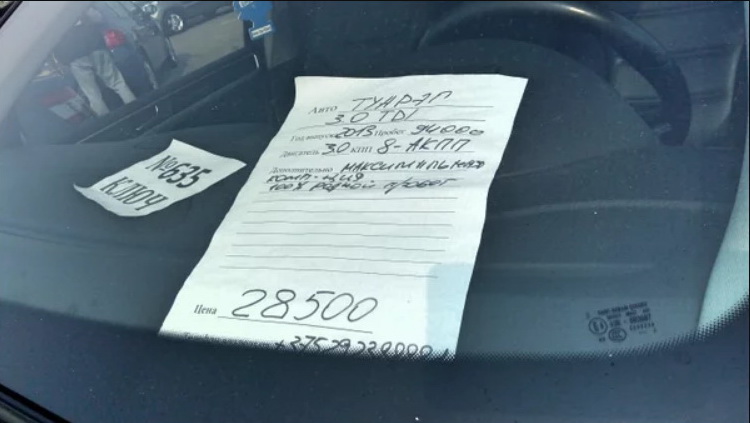 №635
КЛЮЧ
Авто ТУАРЭГ
3.0 TDI
Год выпуска 2013 Пробег 94000
Двигатель 3.0 КПП 8-АКПП
Дополнительно МАКСИМАЛЬНАЯ
КОМП-ЦИЯ
100% РОДНОЙ ПРОБЕГ
Цена 28500